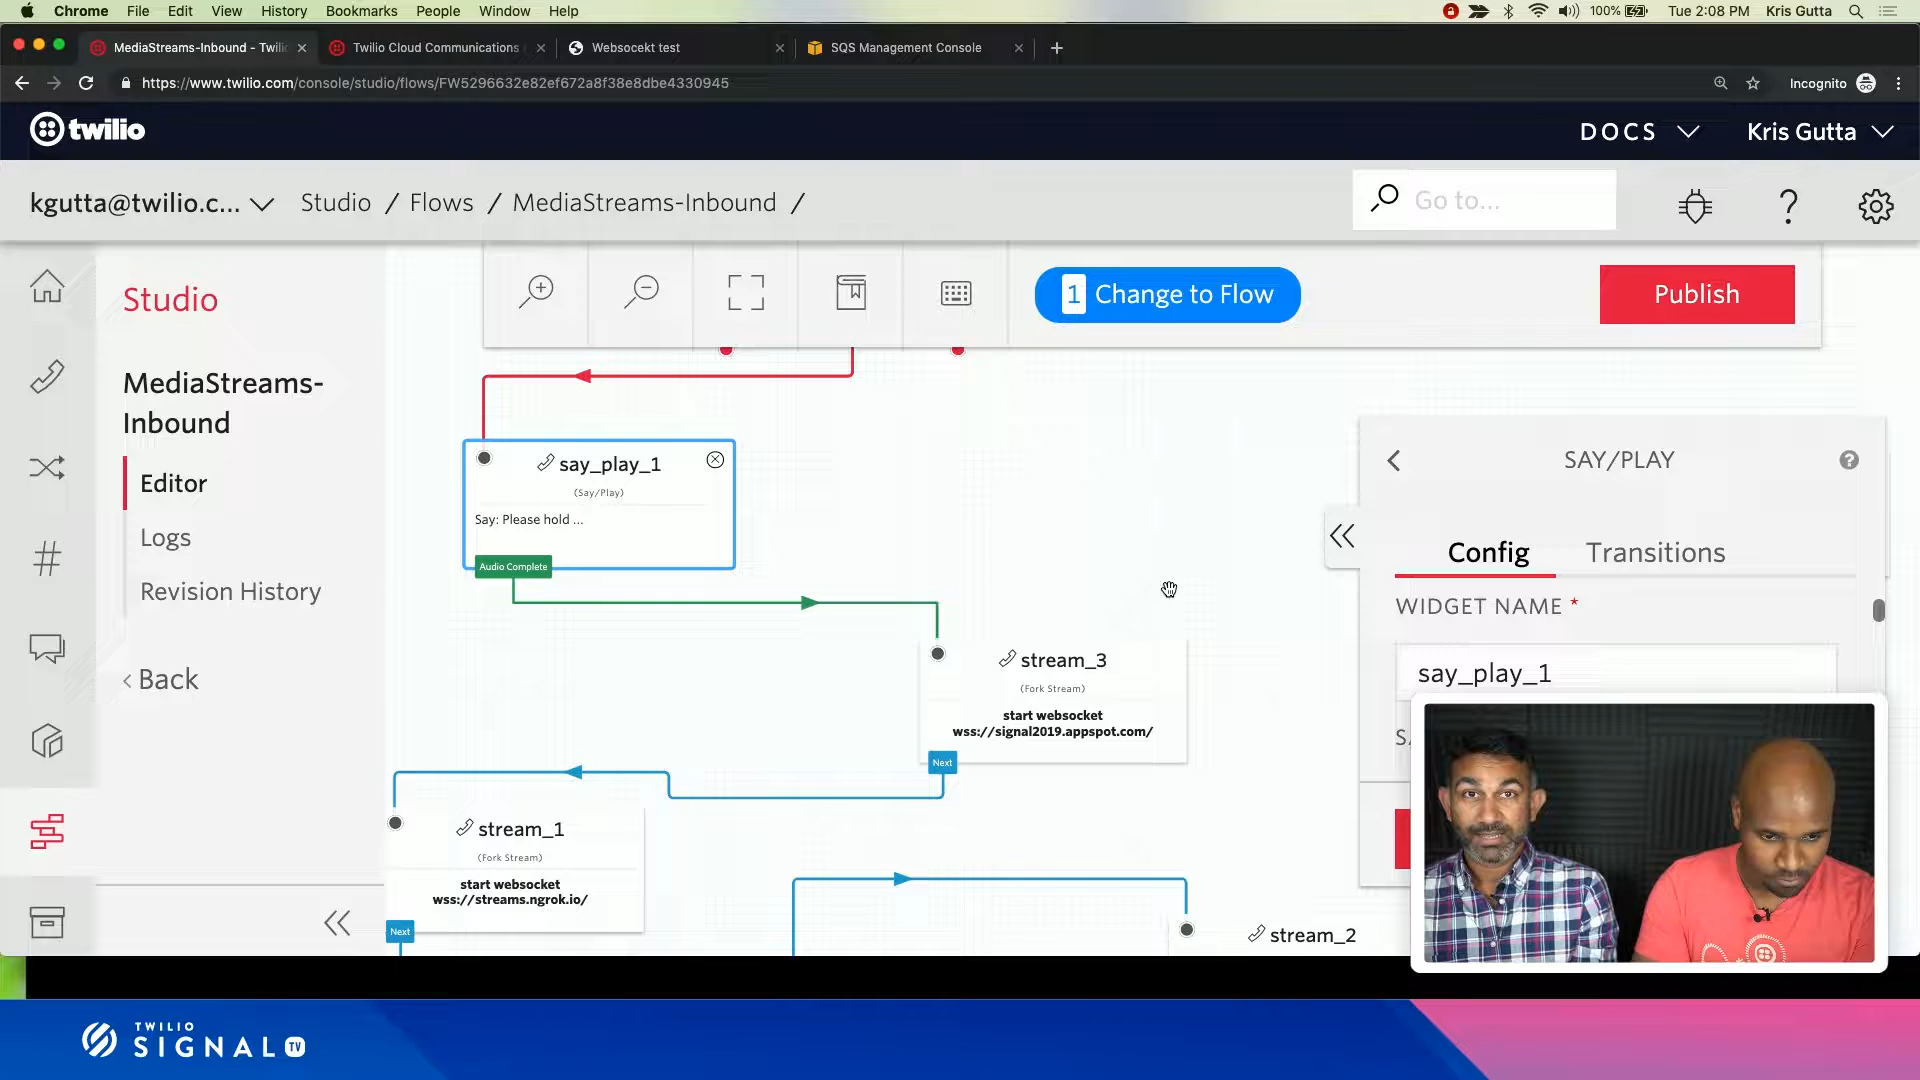 Chrome File Edit View History Bookmarks People Window Help 100% Tue 2:08 PM Kris Gutta
MediaStreams-Inbound - Twilio
Twilio Cloud Communications
Websocekt test
SQS Management Console
https://www.twilio.com/console/studio/flows/FW5296632e82ef672a8f38e8dbe4330945
Incognito
twilio
DOCS
Kris Gutta
kgutta@twilio.c...
Studio / Flows / MediaStreams-Inbound /
Go to...
Studio
MediaStreams-
Inbound
Editor
Logs
Revision History
‹ Back
1 Change to Flow
Publish
say_play_1
(Say/Play)
Say: Please hold ...
Audio Complete
stream_3
(Fork Stream)
start websocket
wss://signal2019.appspot.com/
Next
stream_1
(Fork Stream)
start websocket
wss://streams.ngrok.io/
Next
stream_2
SAY/PLAY
Config
Transitions
WIDGET NAME *
say_play_1
TWILIO
SIGNAL TV